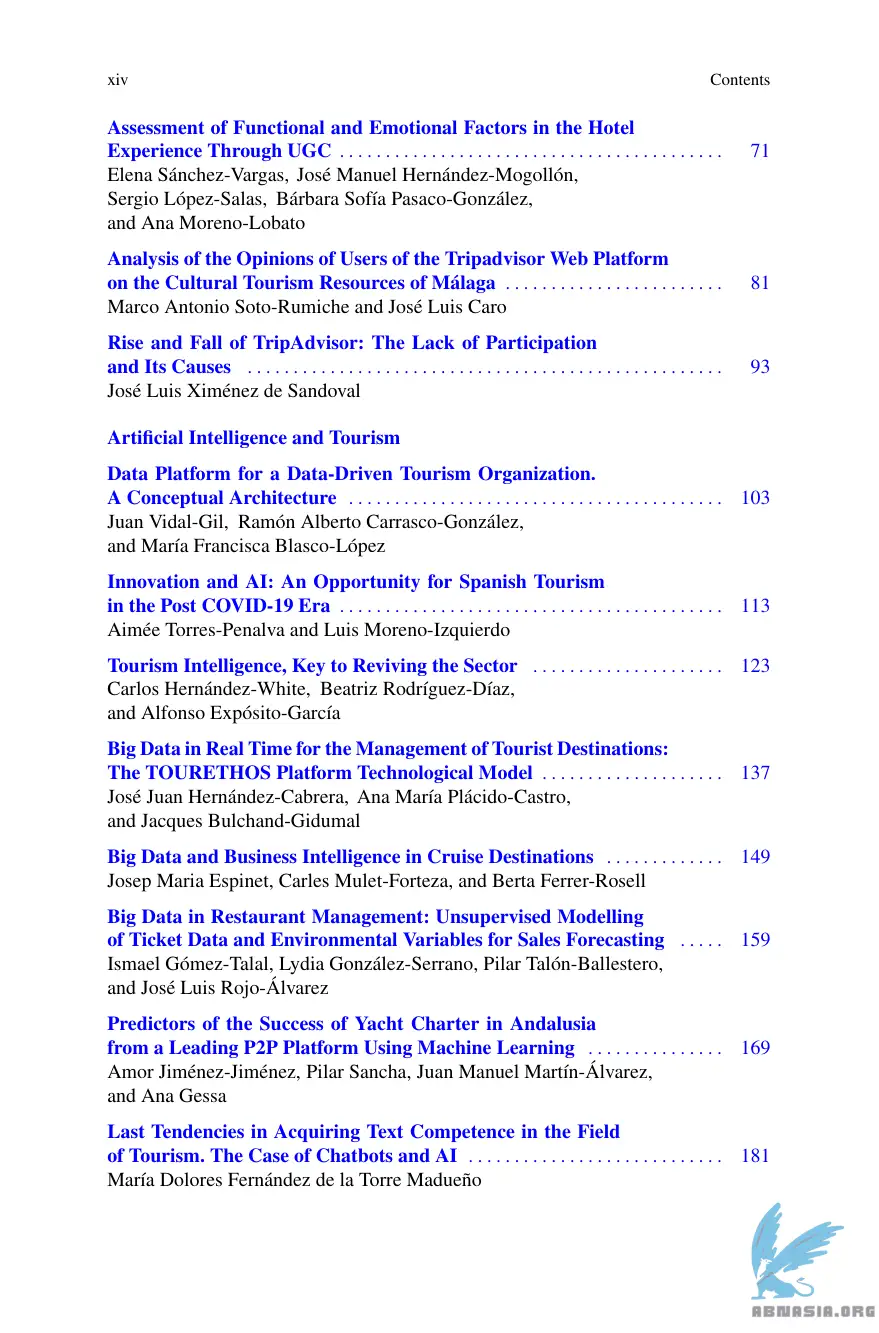 xiv Contents
Assessment of Functional and Emotional Factors in the Hotel
Experience Through UGC . . . . . . . . . . . . . . . . . . . . . . . . . . . . . . . . . . . . . . . . . . 71
Elena Sánchez-Vargas, José Manuel Hernández-Mogollón,
Sergio López-Salas, Bárbara Sofía Pasaco-González,
and Ana Moreno-Lobato
Analysis of the Opinions of Users of the Tripadvisor Web Platform
on the Cultural Tourism Resources of Málaga . . . . . . . . . . . . . . . . . . . . . . . . 81
Marco Antonio Soto-Rumiche and José Luis Caro
Rise and Fall of TripAdvisor: The Lack of Participation
and Its Causes . . . . . . . . . . . . . . . . . . . . . . . . . . . . . . . . . . . . . . . . . . . . . . . . . . . . 93
José Luis Ximénez de Sandoval
Artificial Intelligence and Tourism
Data Platform for a Data-Driven Tourism Organization.
A Conceptual Architecture . . . . . . . . . . . . . . . . . . . . . . . . . . . . . . . . . . . . . . . . . 103
Juan Vidal-Gil, Ramón Alberto Carrasco-González,
and María Francisca Blasco-López
Innovation and AI: An Opportunity for Spanish Tourism
in the Post COVID-19 Era . . . . . . . . . . . . . . . . . . . . . . . . . . . . . . . . . . . . . . . . . . 113
Aimée Torres-Penalva and Luis Moreno-Izquierdo
Tourism Intelligence, Key to Reviving the Sector . . . . . . . . . . . . . . . . . . . . . 123
Carlos Hernández-White, Beatriz Rodríguez-Díaz,
and Alfonso Expósito-García
Big Data in Real Time for the Management of Tourist Destinations:
The TOURETHOS Platform Technological Model . . . . . . . . . . . . . . . . . . . . 137
José Juan Hernández-Cabrera, Ana María Plácido-Castro,
and Jacques Bulchand-Gidumal
Big Data and Business Intelligence in Cruise Destinations . . . . . . . . . . . . . 149
Josep Maria Espinet, Carles Mulet-Forteza, and Berta Ferrer-Rosell
Big Data in Restaurant Management: Unsupervised Modelling
of Ticket Data and Environmental Variables for Sales Forecasting . . . . . 159
Ismael Gómez-Talal, Lydia González-Serrano, Pilar Talón-Ballestero,
and José Luis Rojo-Álvarez
Predictors of the Success of Yacht Charter in Andalusia
from a Leading P2P Platform Using Machine Learning . . . . . . . . . . . . . . . 169
Amor Jiménez-Jiménez, Pilar Sancha, Juan Manuel Martín-Álvarez,
and Ana Gessa
Last Tendencies in Acquiring Text Competence in the Field
of Tourism. The Case of Chatbots and AI . . . . . . . . . . . . . . . . . . . . . . . . . . . . 181
María Dolores Fernández de la Torre Madueño
ABNASIA.ORG